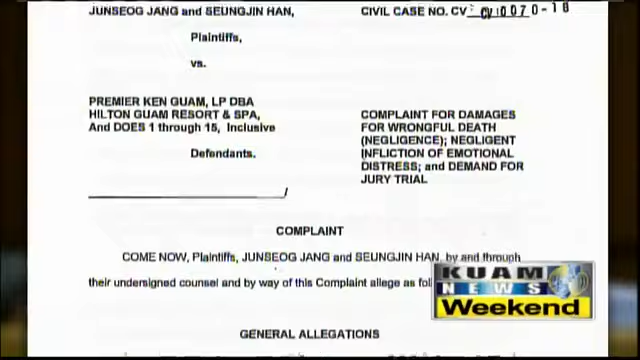 JUNSEOG JANG and SEUNGJIN HAN,
CIVIL CASE NO. CV CV 0070-18
Plaintiffs,
vs.
PREMIER KEN GUAM, LP DBA
HILTON GUAM RESORT & SPA,
And DOES 1 through 15, Inclusive
Defendants.
COMPLAINT FOR DAMAGES
FOR WRONGFUL DEATH
(NEGLIGENCE); NEGLIGENT
INFLICTION OF EMOTIONAL
DISTRESS; and DEMAND FOR
JURY TRIAL
COMPLAINT
COME NOW, Plaintiffs, JUNSEOG JANG and SEUNGJIN HAN, by and through
their undersigned counsel and by way of this Complaint allege as
GENERAL ALLEGATIONS
KUAM
NEWS
Weekend